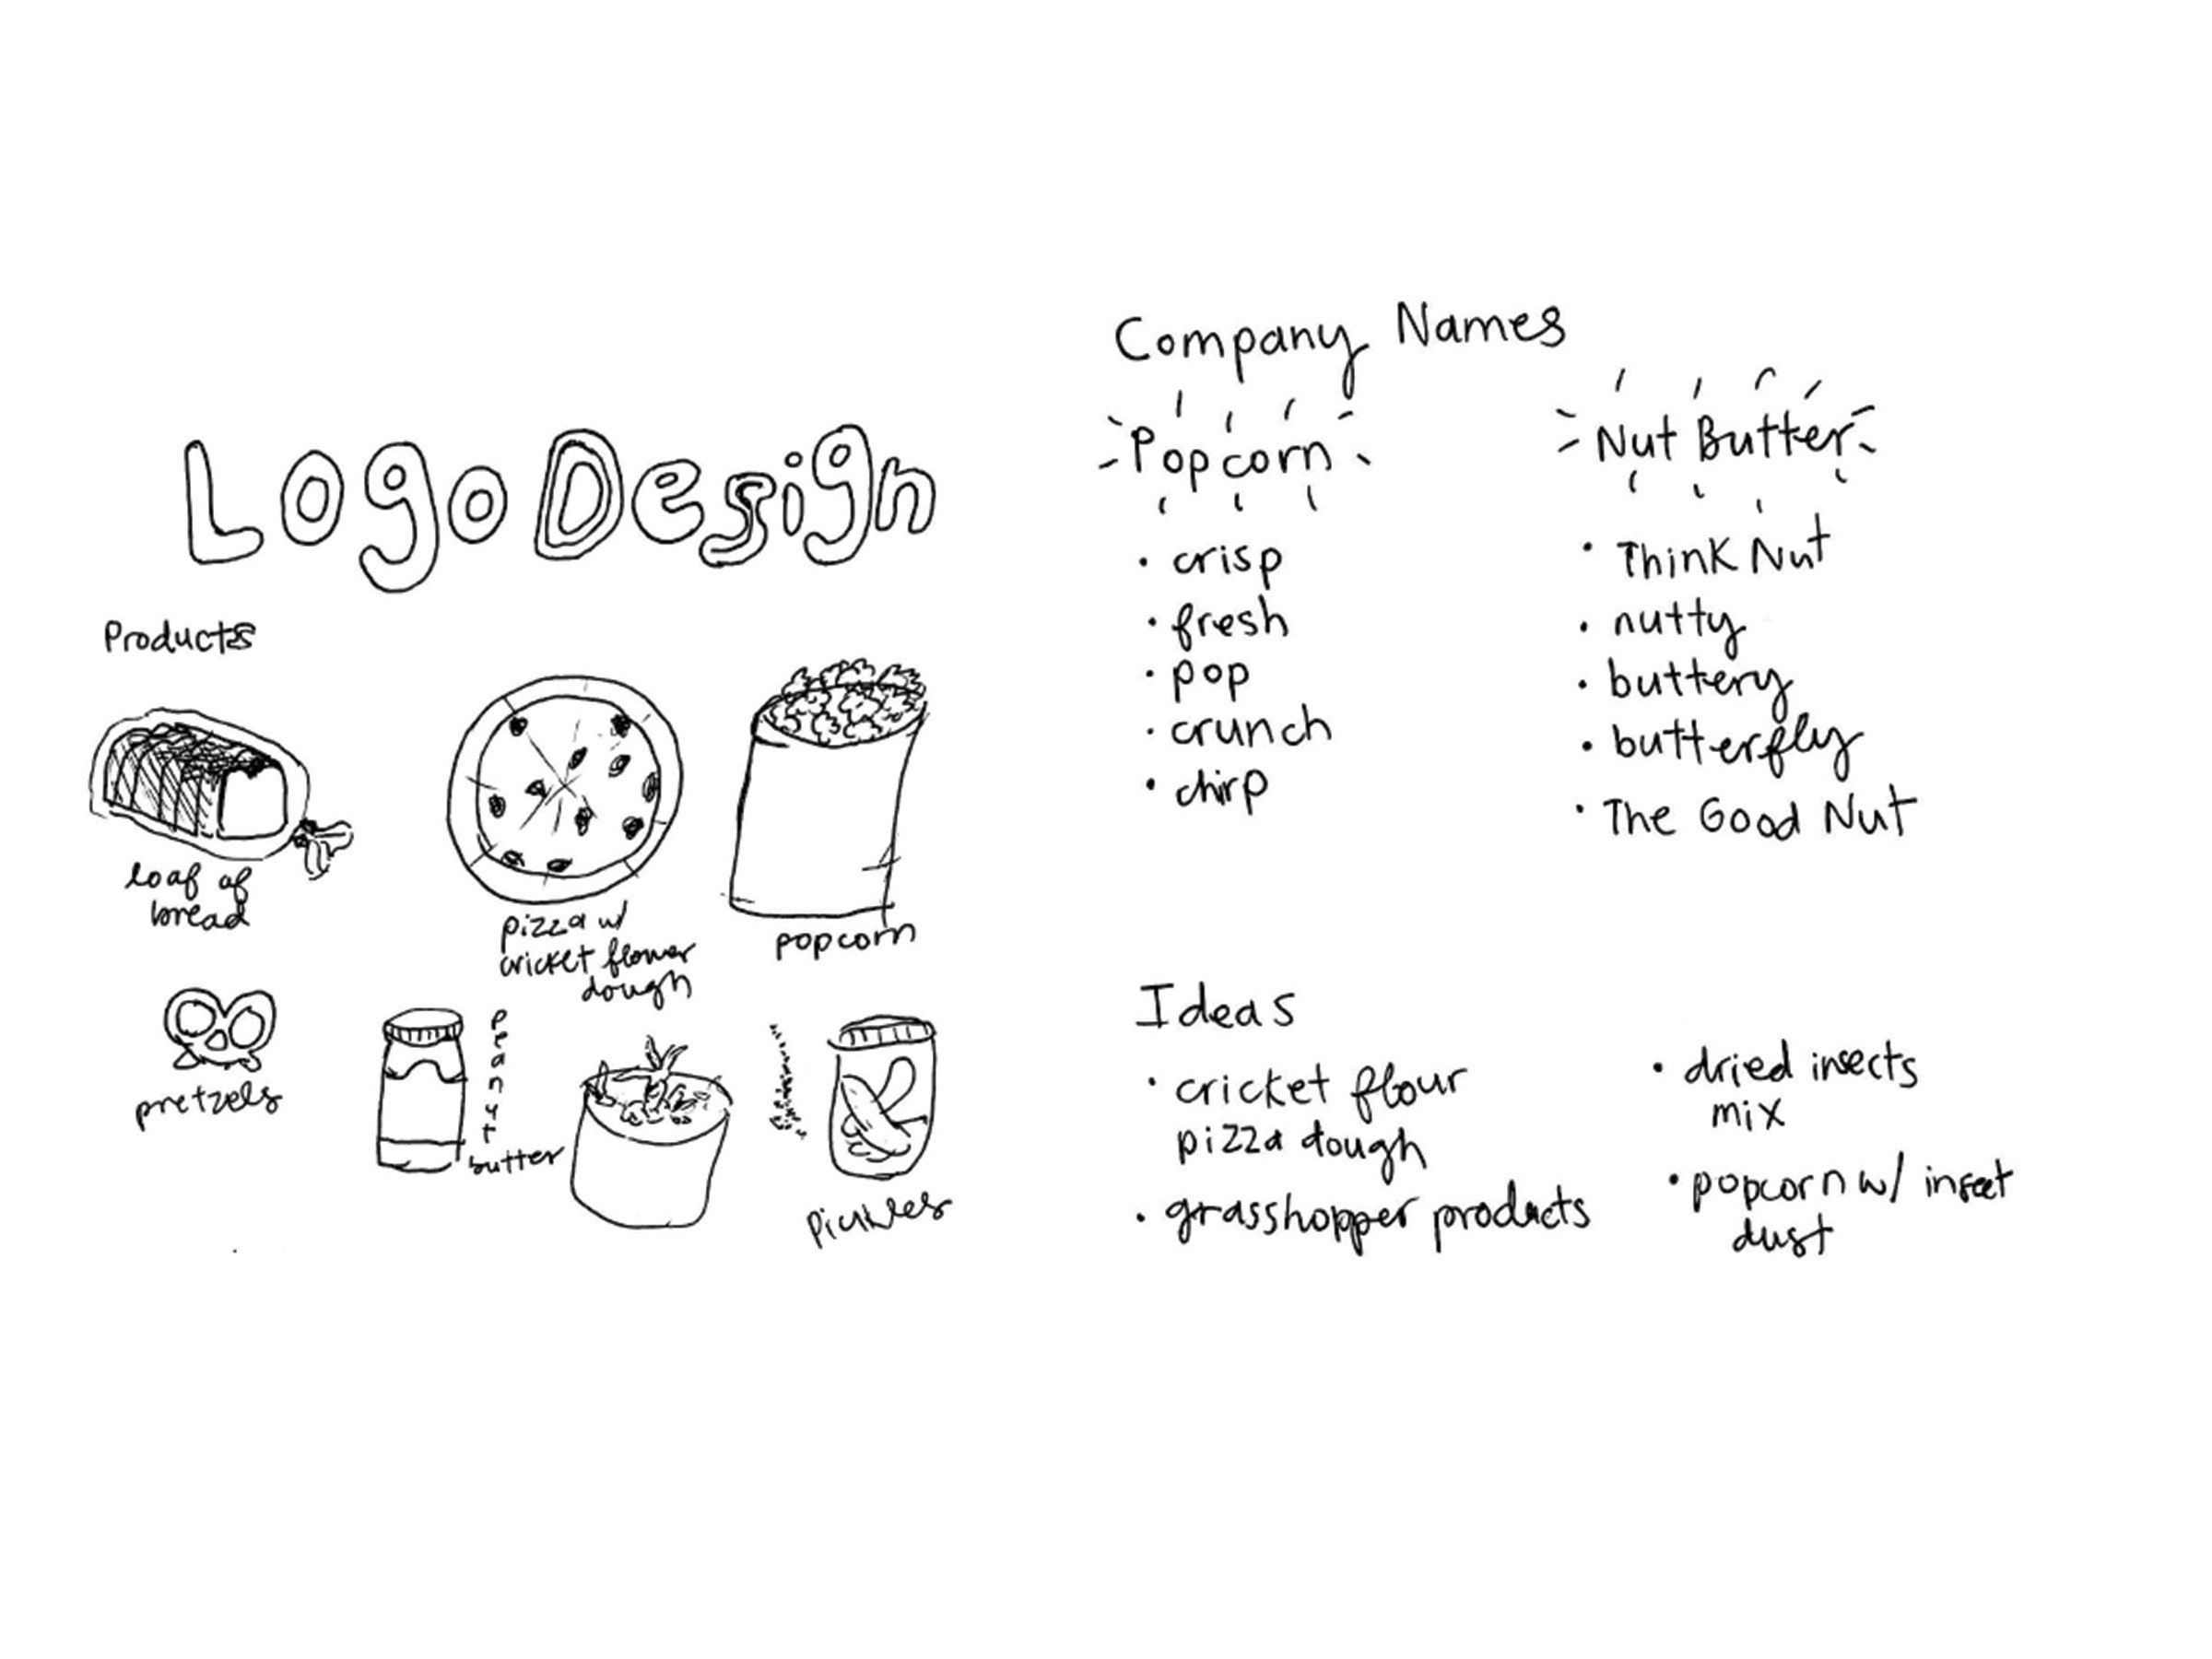 Logo Design
Products
loaf of
bread
pizza w/
cricket flower
dough
popcorn
pretzels
peanut
butter
pickles
Company Names
Popcorn
• crisp
• fresh
• pop
• crunch
• chirp
Nut Butter
• Think Nut
• nutty
• buttery
• butterfly
• The Good Nut
Ideas
• cricket flour
pizza dough
• grasshopper products
• dried insects
mix
• popcorn w/ insect
dust